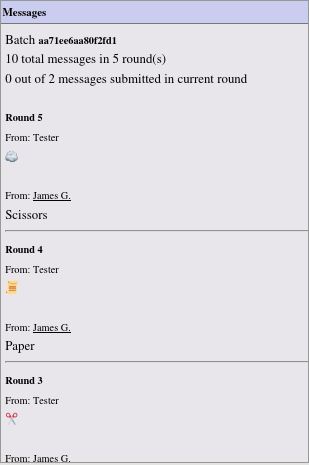 Messages
Batch aa71ee6aa80f2fd1
10 total messages in 5 round(s)
0 out of 2 messages submitted in current round
Round 5
From: Tester
From: James G.
Scissors
Round 4
From: Tester
From: James G.
Paper
Round 3
From: Tester
From: James G.